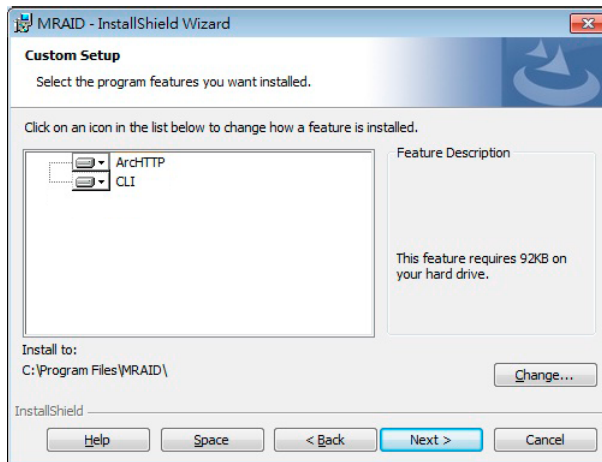 MRAID - InstallShield Wizard
Custom Setup
Select the program features you want installed.
Click on an icon in the list below to change how a feature is installed.
ArcHTTP
CLI
Feature Description
This feature requires 92KB on
your hard drive.
Install to:
C:\Program Files\MRAID\
Change...
InstallShield
Help
Space
< Back
Next >
Cancel